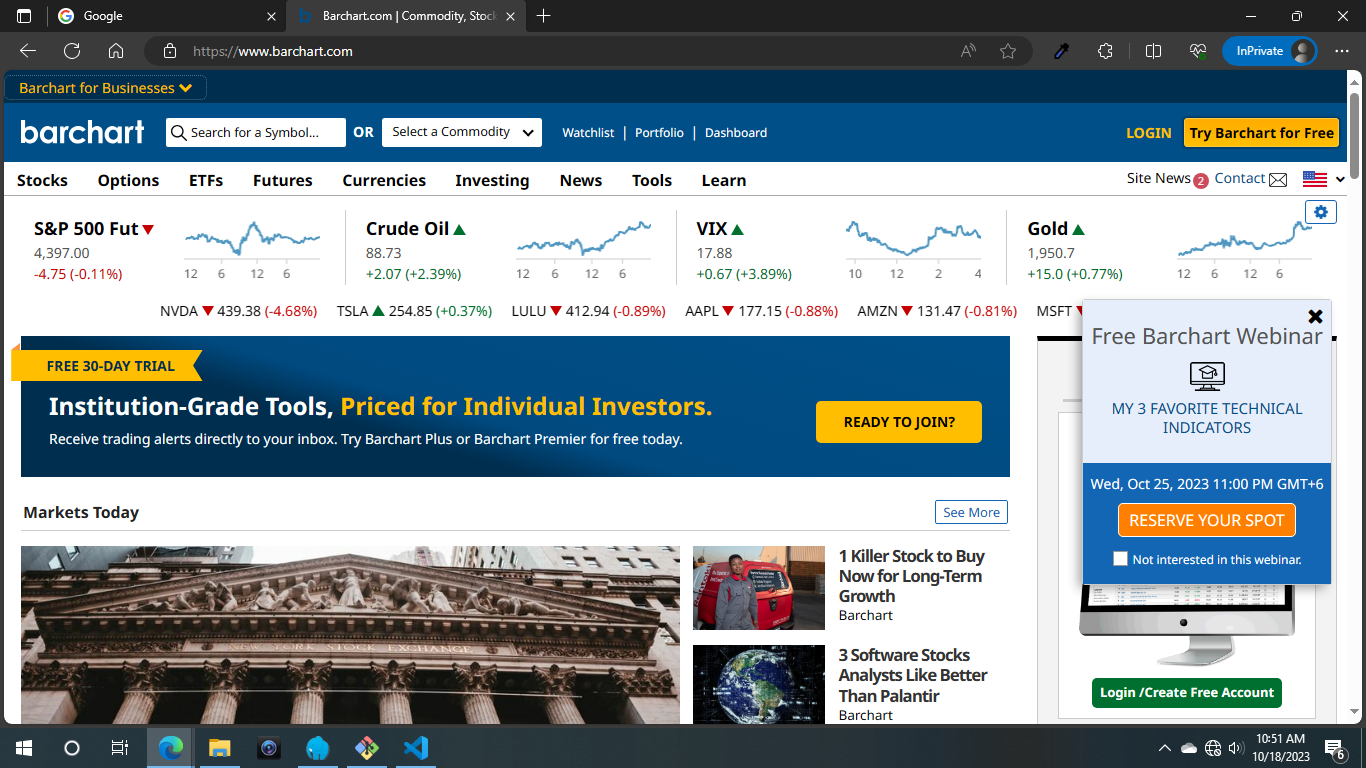 Google
Barchart.com | Commodity, Stock
https://www.barchart.com
InPrivate
Barchart for Businesses
barchart
Search for a Symbol...
OR
Select a Commodity
Watchlist | Portfolio | Dashboard
LOGIN
Try Barchart for Free
Stocks Options ETFs Futures Currencies Investing News Tools Learn
Site News 2 Contact
S&P 500 Fut
4,397.00
-4.75 (-0.11%)
12 6 12 6
Crude Oil
88.73
+2.07 (+2.39%)
12 6 12 6
VIX
17.88
+0.67 (+3.89%)
10 12 2 4
Gold
1,950.7
+15.0 (+0.77%)
12 6 12 6
NVDA 439.38 (-4.68%) TSLA 254.85 (+0.37%) LULU 412.94 (-0.89%) AAPL 177.15 (-0.88%) AMZN 131.47 (-0.81%) MSFT
FREE 30-DAY TRIAL
Institution-Grade Tools, Priced for Individual Investors.
Receive trading alerts directly to your inbox. Try Barchart Plus or Barchart Premier for free today.
READY TO JOIN?
Free Barchart Webinar
MY 3 FAVORITE TECHNICAL
INDICATORS
Wed, Oct 25, 2023 11:00 PM GMT+6
RESERVE YOUR SPOT
Not interested in this webinar.
Markets Today
See More
NEW YORK STOCK EXCHANGE
1 Killer Stock to Buy
Now for Long-Term
Growth
Barchart
3 Software Stocks
Analysts Like Better
Than Palantir
Barchart
Login /Create Free Account
10:51 AM
10/18/2023
6